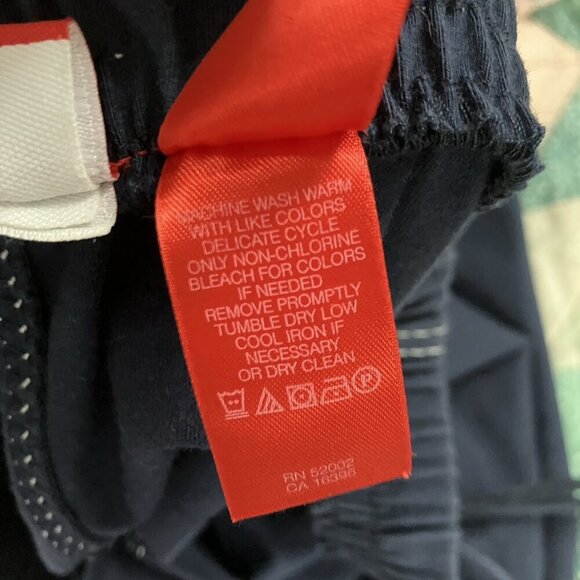 MACHINE WASH WARM
WITH LIKE COLORS
DELICATE CYCLE
ONLY NON-CHLORINE
BLEACH FOR COLORS
IF NEEDED
REMOVE PROMPTLY
TUMBLE DRY LOW
COOL IRON IF
NECESSARY
OR DRY CLEAN
RN 52002
CA 16396